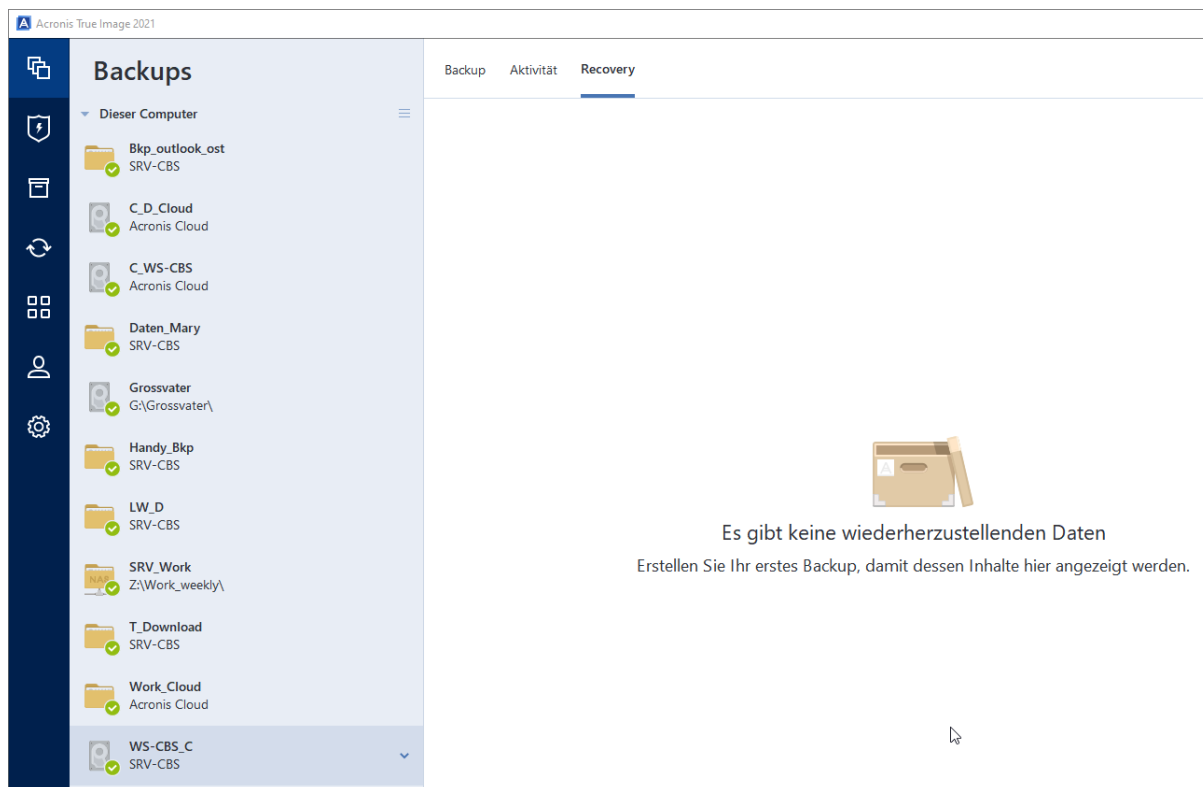 Acronis True Image 2021
Backups
Dieser Computer
Bkp_outlook_ost
SRV-CBS
C_D_Cloud
Acronis Cloud
C_WS-CBS
Acronis Cloud
Daten_Mary
SRV-CBS
Grossvater
G:\Grossvater\
Handy_Bkp
SRV-CBS
LW_D
SRV-CBS
SRV_Work
Z:\Work_weekly\
T_Download
SRV-CBS
Work_Cloud
Acronis Cloud
WS-CBS_C
SRV-CBS
Backup Aktivität Recovery
Es gibt keine wiederherzustellenden Daten
Erstellen Sie Ihr erstes Backup, damit dessen Inhalte hier angezeigt werden.